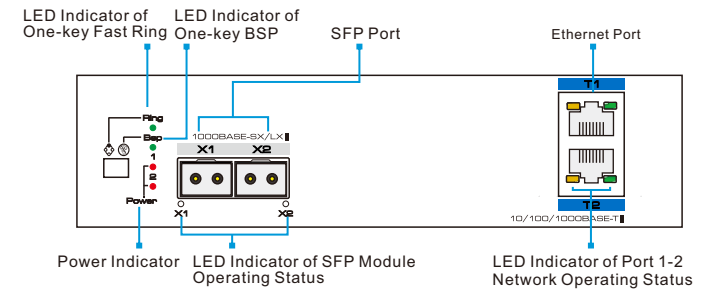 LED Indicator of
One-key Fast Ring
LED Indicator of
One-key BSP
SFP Port
Ethernet Port
T1
Ring
Bsp
1
2
Power
1000BASE-SX/LX
X1 X2
X1 X2
T2
10/100/1000BASE-T
Power Indicator
LED Indicator of SFP Module
Operating Status
LED Indicator of Port 1-2
Network Operating Status